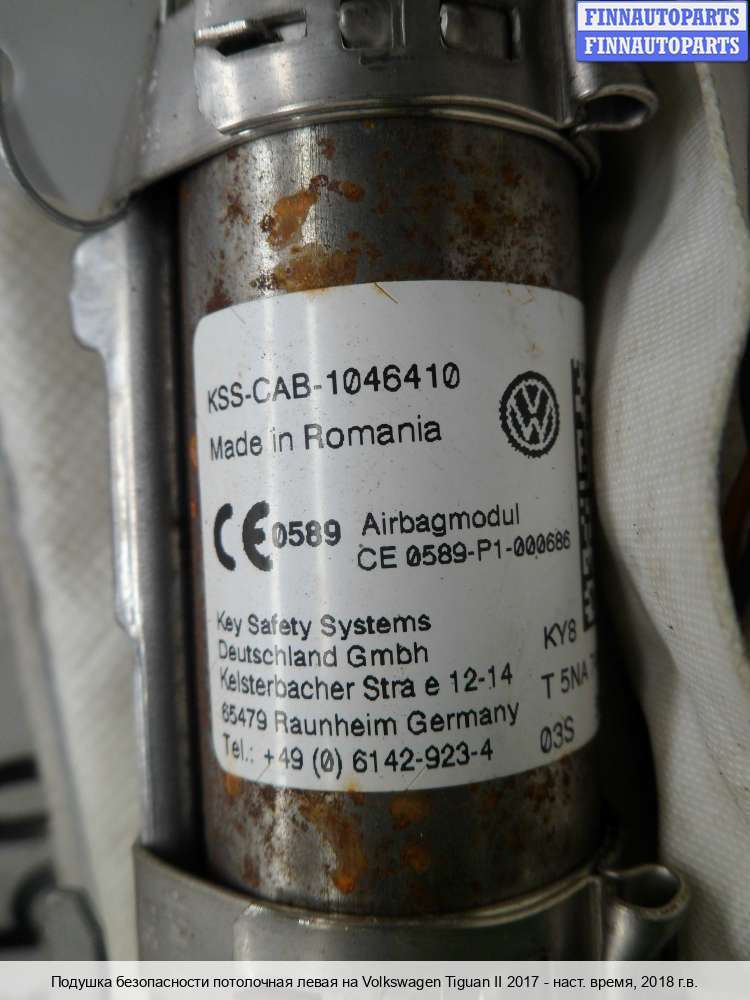 FINNAUTOPARTS
FINNAUTOPARTS
KSS-CAB-1046410
Made in Romania
CE 0589 Airbagmodul
CE 0589-P1-000686
Key Safety Systems
Deutschland Gmbh
Kelsterbacher Stra e 12-14
65479 Raunheim Germany
Tel.: +49 (0) 6142-923-4
KY8
T 5NA
03S
Подушка безопасности потолочная левая на Volkswagen Tiguan II 2017 - наст. время, 2018 г.в.